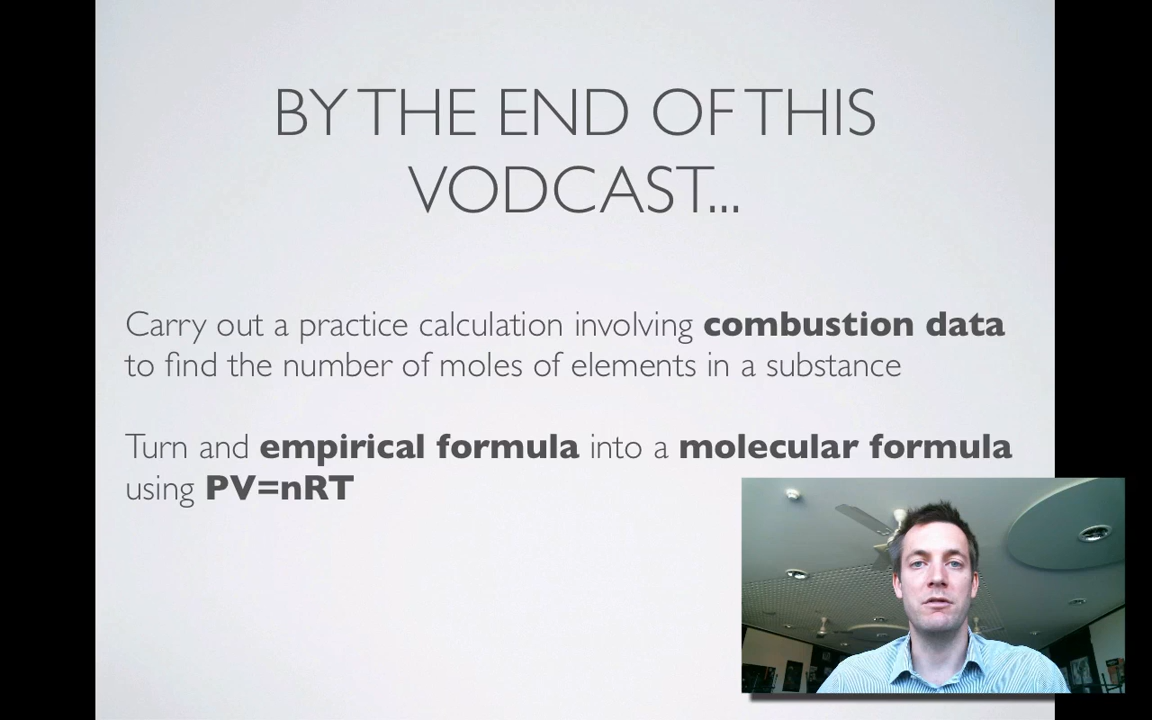 BY THE END OF THIS
VODCAST...
Carry out a practice calculation involving combustion data
to find the number of moles of elements in a substance
Turn and empirical formula into a molecular formula
using PV=nRT